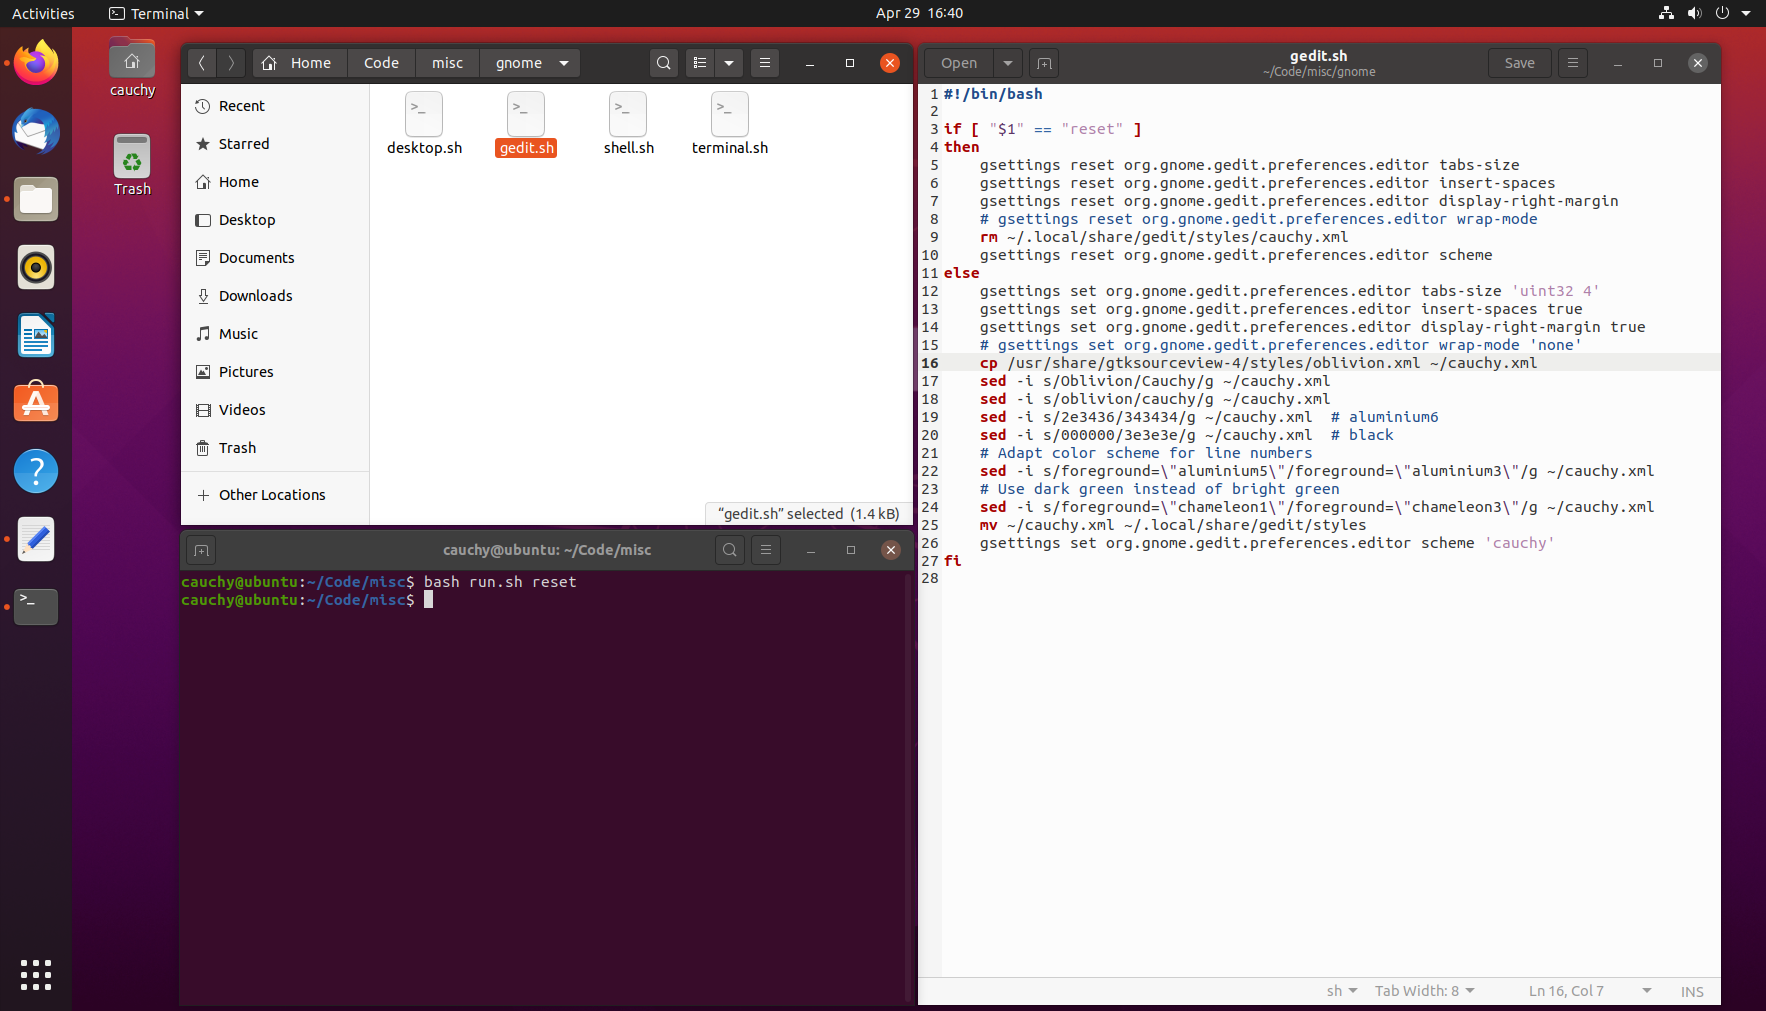 Activities
Terminal
Apr 29 16:40
cauchy
Trash
Home
Code
misc
gnome
Recent
Starred
Home
Desktop
Documents
Downloads
Music
Pictures
Videos
Trash
Other Locations
desktop.sh
gedit.sh
shell.sh
terminal.sh
“gedit.sh” selected (1.4 kB)
cauchy@ubuntu: ~/Code/misc
cauchy@ubuntu:~/Code/misc$ bash run.sh reset
cauchy@ubuntu:~/Code/misc$
Open
gedit.sh
~/Code/misc/gnome
Save
1 #!/bin/bash
2
3 if [ "$1" == "reset" ]
4 then
5     gsettings reset org.gnome.gedit.preferences.editor tabs-size
6     gsettings reset org.gnome.gedit.preferences.editor insert-spaces
7     gsettings reset org.gnome.gedit.preferences.editor display-right-margin
8     # gsettings reset org.gnome.gedit.preferences.editor wrap-mode
9     rm ~/.local/share/gedit/styles/cauchy.xml
10     gsettings reset org.gnome.gedit.preferences.editor scheme
11 else
12     gsettings set org.gnome.gedit.preferences.editor tabs-size 'uint32 4'
13     gsettings set org.gnome.gedit.preferences.editor insert-spaces true
14     gsettings set org.gnome.gedit.preferences.editor display-right-margin true
15     # gsettings set org.gnome.gedit.preferences.editor wrap-mode 'none'
16     cp /usr/share/gtksourceview-4/styles/oblivion.xml ~/cauchy.xml
17     sed -i s/Oblivion/Cauchy/g ~/cauchy.xml
18     sed -i s/oblivion/cauchy/g ~/cauchy.xml
19     sed -i s/2e3436/343434/g ~/cauchy.xml  # aluminium6
20     sed -i s/000000/3e3e3e/g ~/cauchy.xml  # black
21     # Adapt color scheme for line numbers
22     sed -i s/foreground=\"aluminium5\"/foreground=\"aluminium3\"/g ~/cauchy.xml
23     # Use dark green instead of bright green
24     sed -i s/foreground=\"chameleon1\"/foreground=\"chameleon3\"/g ~/cauchy.xml
25     mv ~/cauchy.xml ~/.local/share/gedit/styles
26     gsettings set org.gnome.gedit.preferences.editor scheme 'cauchy'
27 fi
28
sh
Tab Width: 8
Ln 16, Col 7
INS